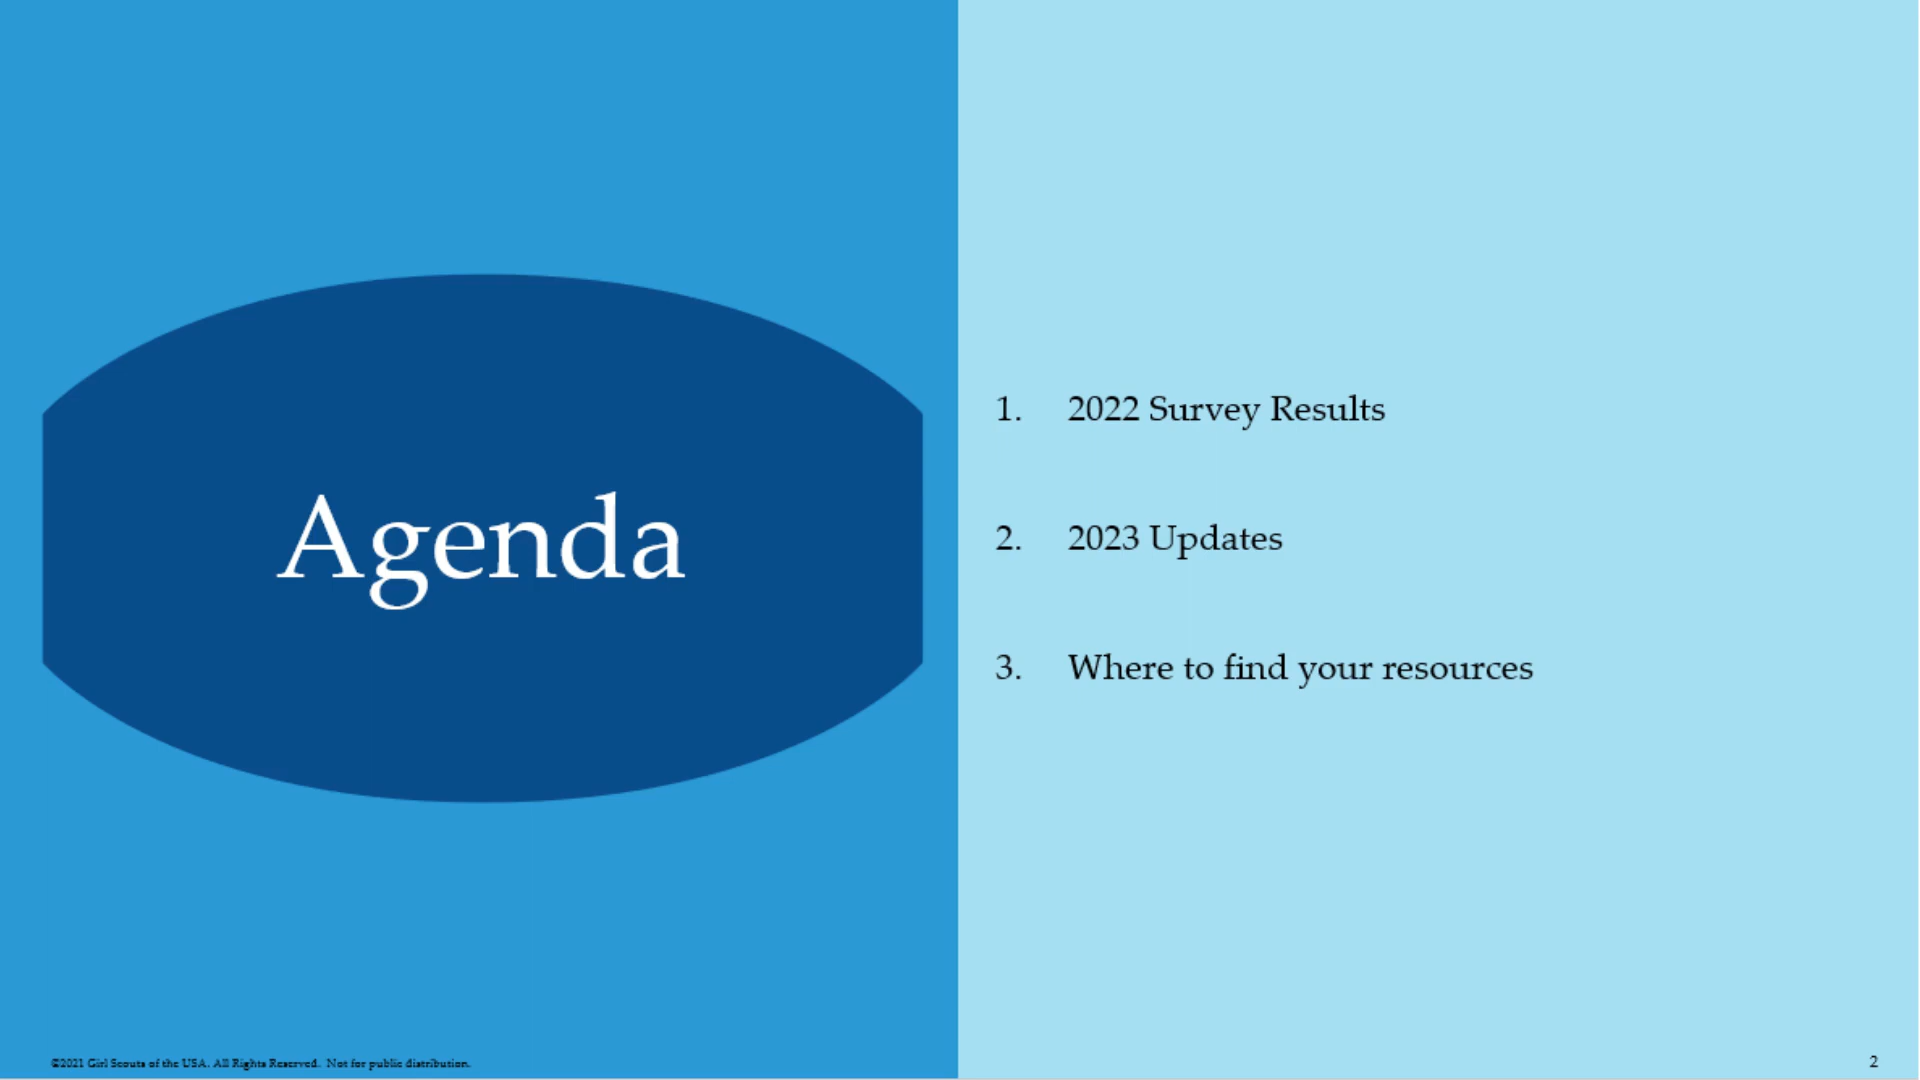 Agenda
1. 2022 Survey Results
2. 2023 Updates
3. Where to find your resources
©2021 Girl Scouts of the USA. All Rights Reserved. Not for public distribution.
2